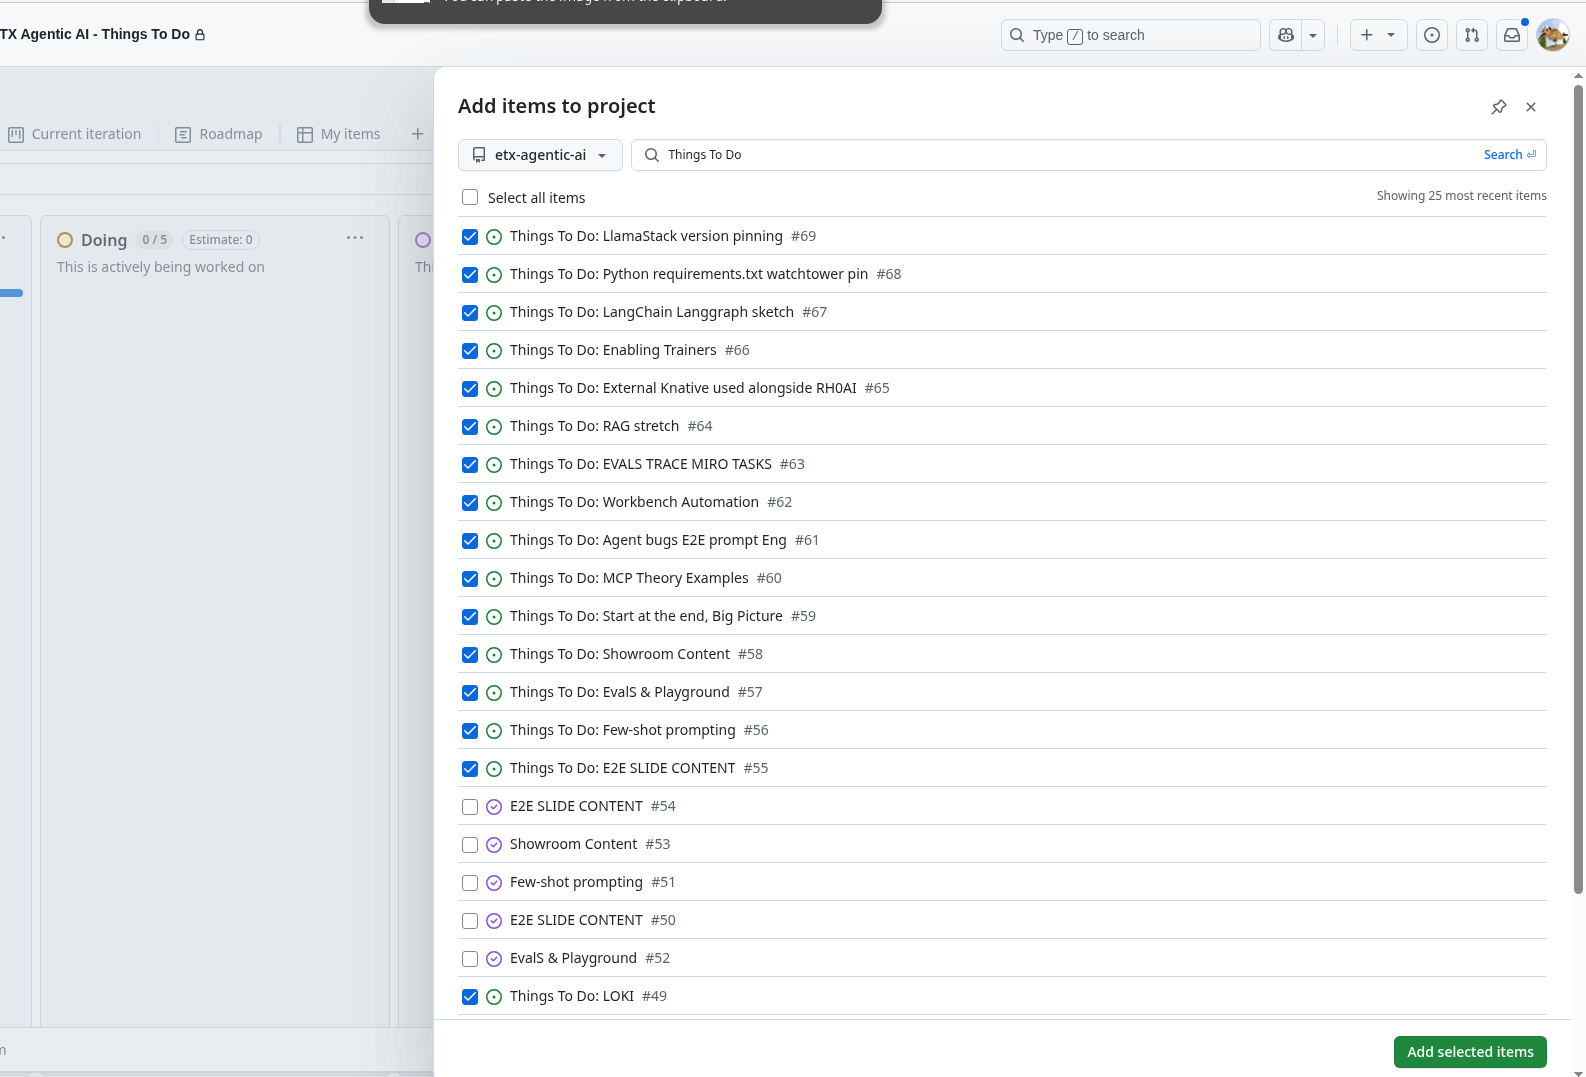 You can paste the image from the clipboard.
TX Agentic AI - Things To Do
Type / to search
Current iteration
Roadmap
My items
Doing 0 / 5 Estimate: 0
This is actively being worked on
Thi
Add items to project
etx-agentic-ai
Things To Do
Search
Select all items
Showing 25 most recent items
Things To Do: LlamaStack version pinning #69
Things To Do: Python requirements.txt watchtower pin #68
Things To Do: LangChain Langgraph sketch #67
Things To Do: Enabling Trainers #66
Things To Do: External Knative used alongside RH0AI #65
Things To Do: RAG stretch #64
Things To Do: EVALS TRACE MIRO TASKS #63
Things To Do: Workbench Automation #62
Things To Do: Agent bugs E2E prompt Eng #61
Things To Do: MCP Theory Examples #60
Things To Do: Start at the end, Big Picture #59
Things To Do: Showroom Content #58
Things To Do: EvalS & Playground #57
Things To Do: Few-shot prompting #56
Things To Do: E2E SLIDE CONTENT #55
E2E SLIDE CONTENT #54
Showroom Content #53
Few-shot prompting #51
E2E SLIDE CONTENT #50
EvalS & Playground #52
Things To Do: LOKI #49
Add selected items